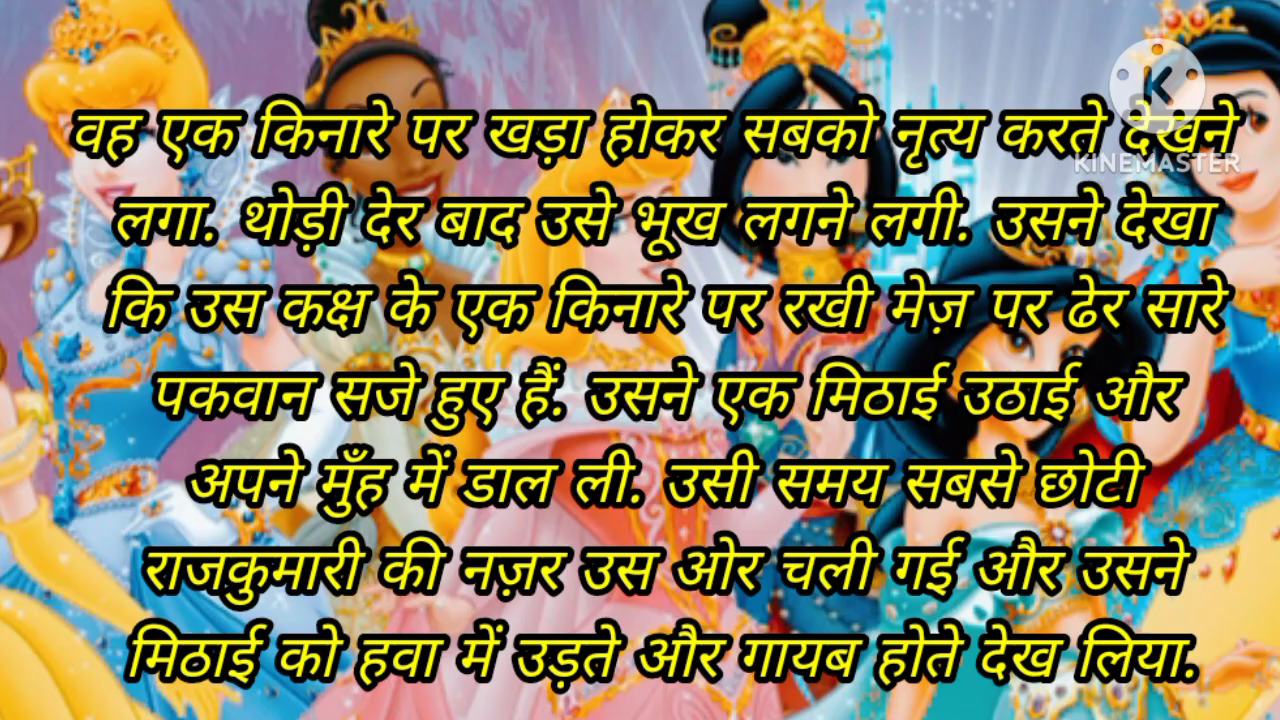 वह एक किनारे पर खड़ा होकर सबको नृत्य करते देखने
KINEMASTER
लगा. थोड़ी देर बाद उसे भूख लगने लगी. उसने देखा
कि उस कक्ष के एक किनारे पर रखी मेज़ पर ढेर सारे
पकवान सजे हुए हैं. उसने एक मिठाई उठाई और
अपने मुँह में डाल ली. उसी समय सबसे छोटी
राजकुमारी की नज़र उस ओर चली गई और उसने
मिठाई को हवा में उड़ते और गायब होते देख लिया.